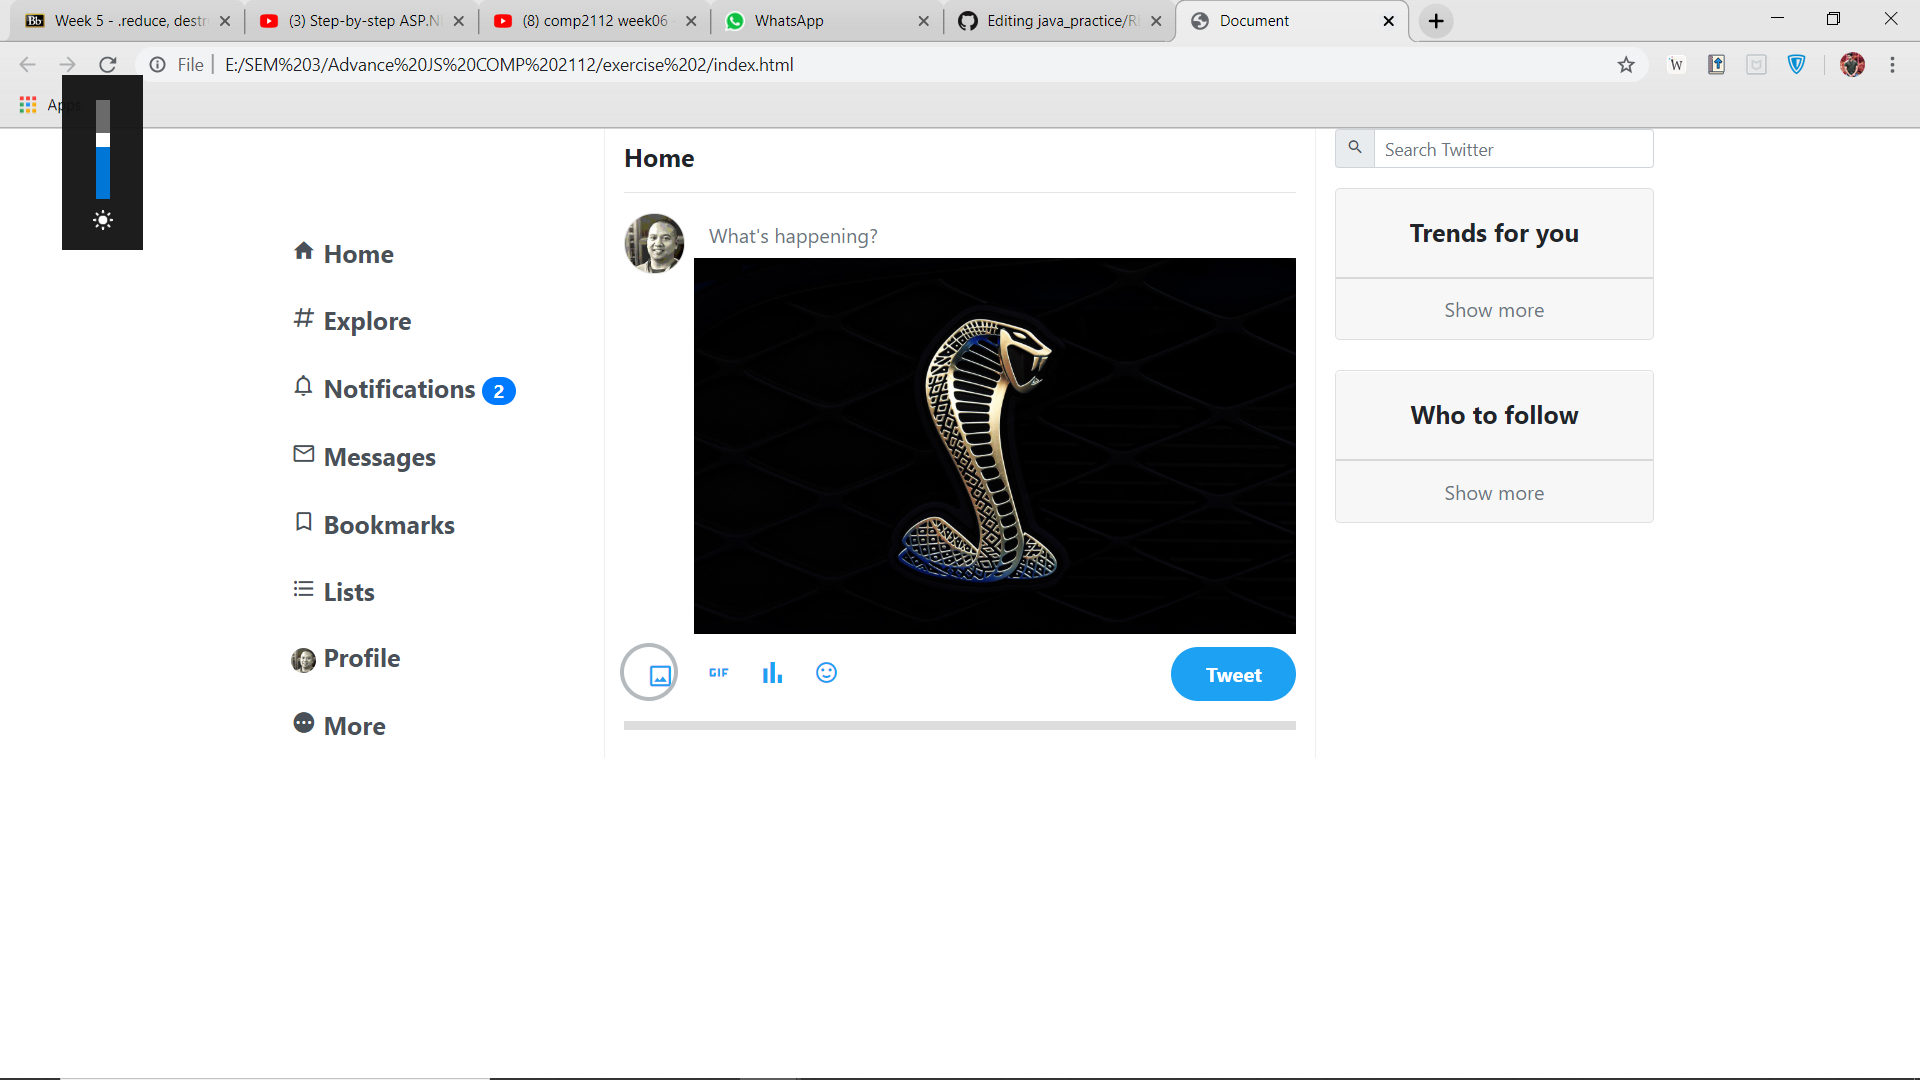 Bb Week 5 - .reduce, destr
(3) Step-by-step ASP.N
(8) comp2112 week06
WhatsApp
Editing java_practice/R
Document
File | E:/SEM%203/Advance%20JS%20COMP%202112/exercise%202/index.html
W
Apps
Home
Explore
Notifications 2
Messages
Bookmarks
Lists
Profile
More
Home
What's happening?
GIF
Tweet
Search Twitter
Trends for you
Show more
Who to follow
Show more